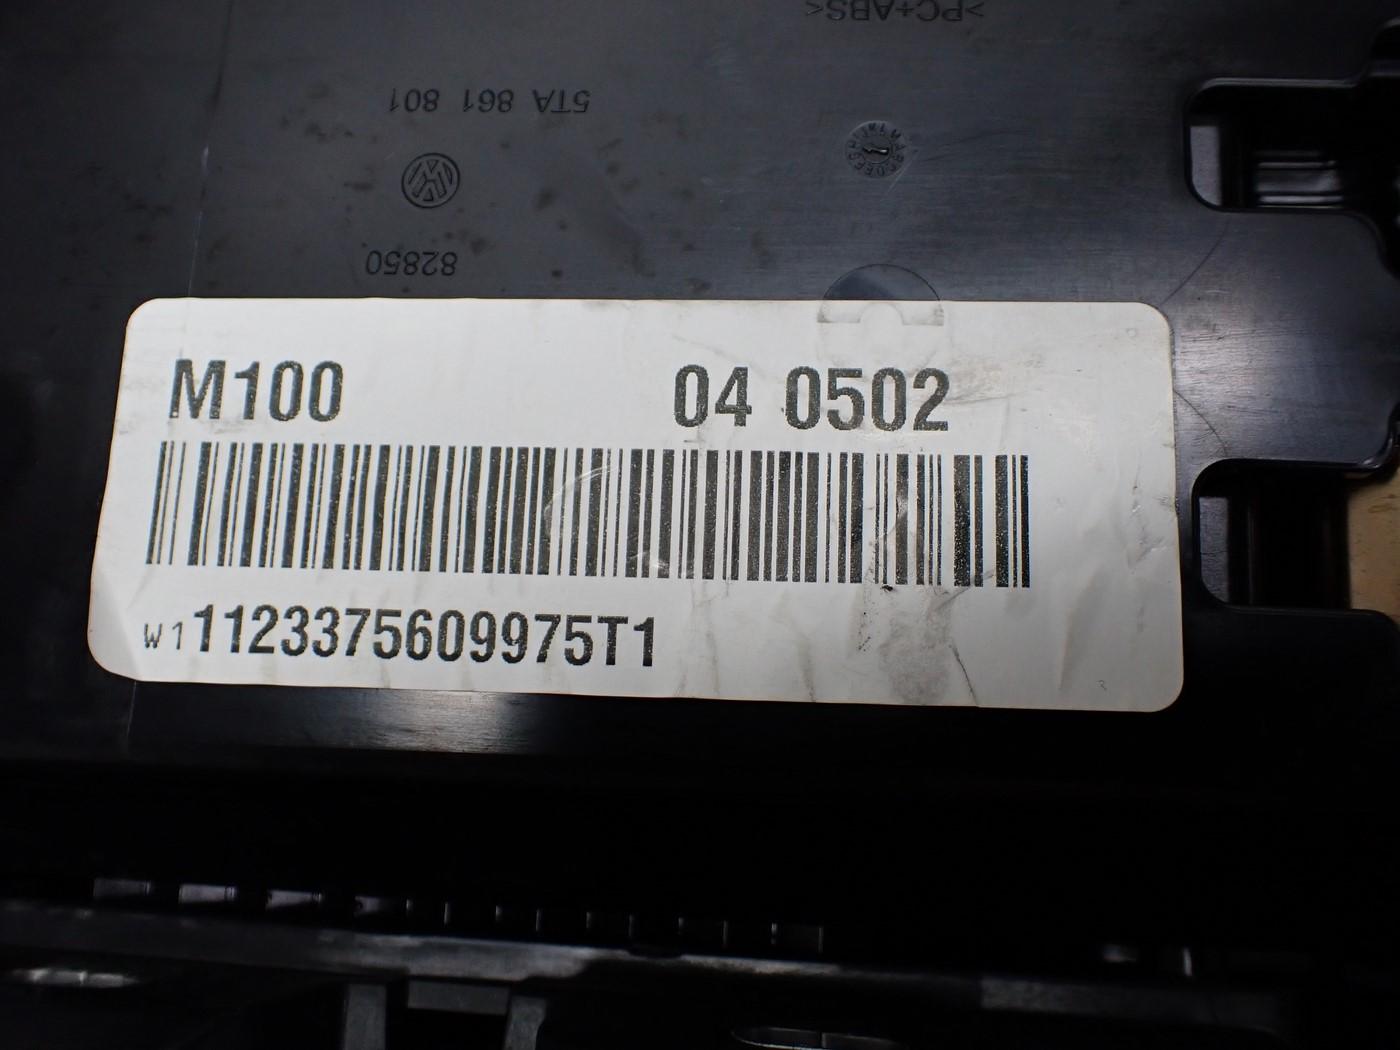 >PC+ABS<
5TA 861 801
82850
M100 04 0502
W1 1123375609975T1